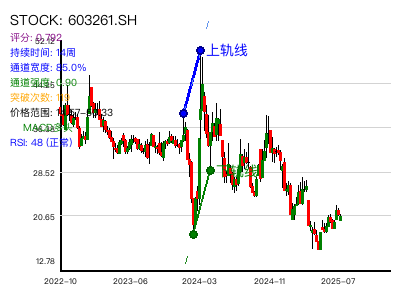 STOCK: 603261.SH
评分: 0.792
持续时间: 14周
通道宽度: 85.0%
通道强度: 0.90
突破次数:
价格范围:
MACD
RSI: 48 (正常)
上轨线
下轨线
28.52
20.65
12.78
2022-10
2023-06
2024-03
2024-11
2025-07